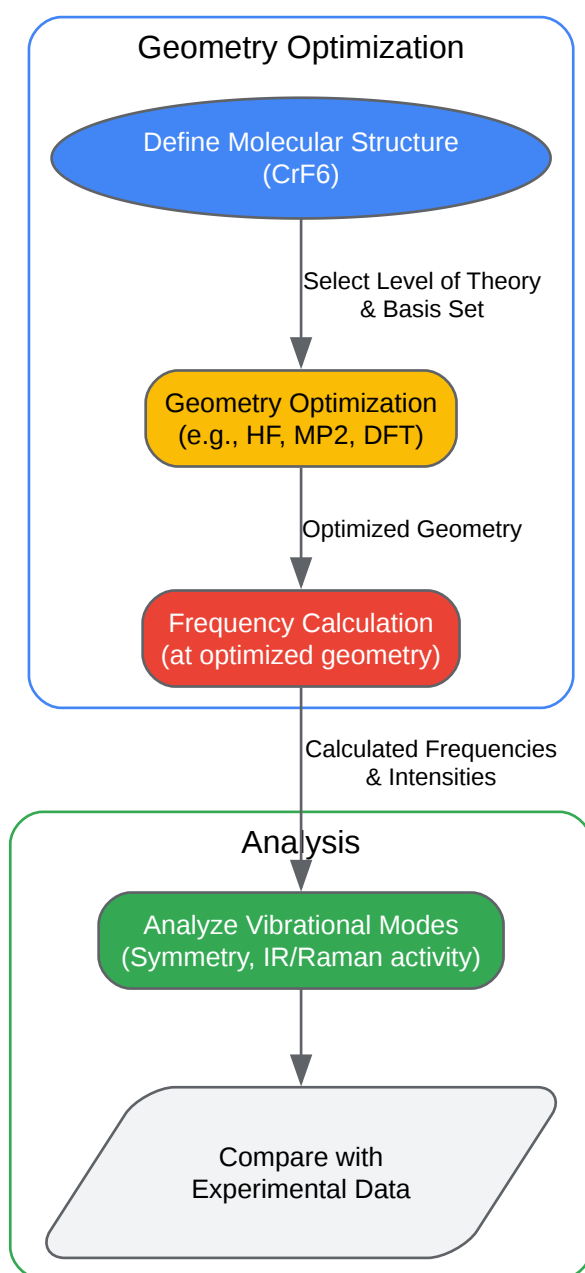 Geometry Optimization
Define Molecular Structure
(CrF6)
Select Level of Theory
& Basis Set
Geometry Optimization
(e.g., HF, MP2, DFT)
Optimized Geometry
Frequency Calculation
(at optimized geometry)
Calculated Frequencies
& Intensities
Analysis
Analyze Vibrational Modes
(Symmetry, IR/Raman activity)
Compare with
Experimental Data